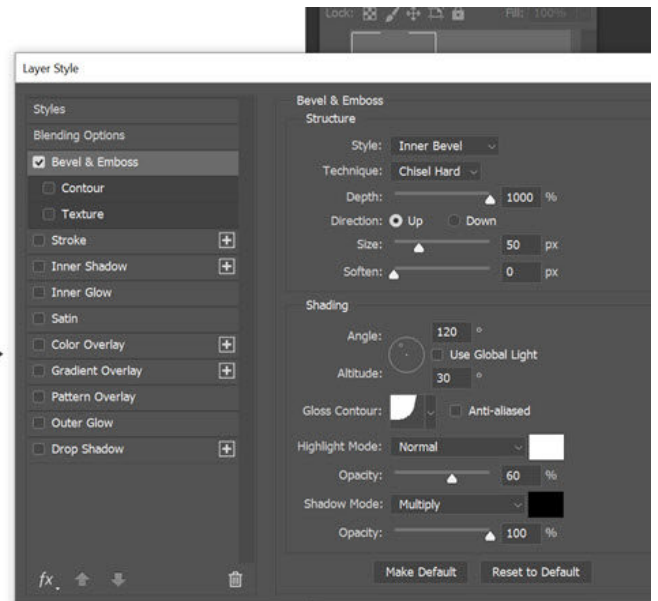 Lock: Fill: 100%
Layer Style
Styles
Blending Options
Bevel & Emboss
Contour
Texture
Stroke
Inner Shadow
Inner Glow
Satin
Color Overlay
Gradient Overlay
Pattern Overlay
Outer Glow
Drop Shadow
fx
Bevel & Emboss
Structure
Style: Inner Bevel
Technique: Chisel Hard
Depth: 1000 %
Direction: Up Down
Size: 50 px
Soften: 0 px
Shading
Angle: 120 °
Use Global Light
Altitude: 30 °
Gloss Contour: Anti-aliased
Highlight Mode: Normal
Opacity: 60 %
Shadow Mode: Multiply
Opacity: 100 %
Make Default Reset to Default